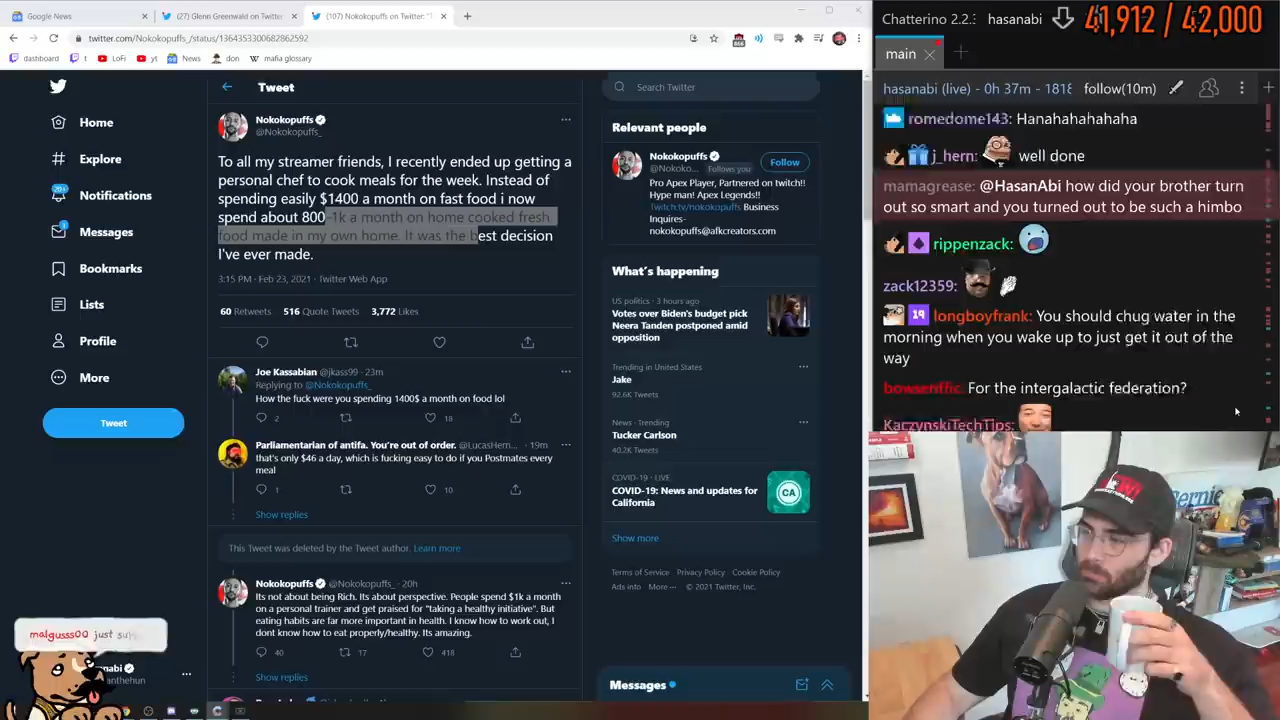 Google News
(27) Glenn Greenwald on Twitter
(107) Nokokopuffs on Twitter: "T
twitter.com/Nokokopuffs_/status/1364353300682862592
dashboard
t
LoFi
yt
News
don
mafia glossary
Home
Explore
20+
Notifications
1
Messages
Bookmarks
Lists
Profile
More
Tweet
malgusss00 just su
nabi
anthehun
Tweet
Nokokopuffs
@Nokokopuffs_
To all my streamer friends, I recently ended up getting a
personal chef to cook meals for the week. Instead of
spending easily $1400 a month on fast food i now
spend about 800-1k a month on home cooked fresh
food made in my own home. It was the best decision
I've ever made.
3:15 PM · Feb 23, 2021 · Twitter Web App
60 Retweets 516 Quote Tweets 3,772 Likes
Joe Kassabian @jkass99 · 23m
Replying to @Nokokopuffs_
How the fuck were you spending 1400$ a month on food lol
2 18
Parliamentarian of antifa. You're out of order. @LucasHern... · 19m
that's only $46 a day, which is fucking easy to do if you Postmates every
meal
1 10
Show replies
This Tweet was deleted by the Tweet author. Learn more
Nokokopuffs @Nokokopuffs_ · 20h
Its not about being Rich. Its about perspective. People spend $1k a month
on a personal trainer and get praised for "taking a healthy initiative". But
eating habits are far more important in health. I know how to work out, I
dont know how to eat properly/healthy. Its amazing.
40 17 418
Show replies
Search Twitter
Relevant people
Nokokopuffs
@Nokoko... Follows you
Follow
Pro Apex Player, Partnered on twitch!!
Hype man! Apex Legends!!
Twitch.tv/nokokopuffs Business
Inquires-
nokokopuffs@afkcreators.com
What's happening
US politics · 3 hours ago
Votes over Biden's budget pick
Neera Tanden postponed amid
opposition
Trending in United States
Jake
92.6K Tweets
News · Trending
Tucker Carlson
40.2K Tweets
COVID-19 · LIVE
COVID-19: News and updates for
California
CA
Show more
Terms of Service Privacy Policy Cookie Policy
Ads info More © 2021 Twitter, Inc.
Messages
Chatterino 2.2.
hasanabi
41,912 / 42,000
main
hasanabi (live) - 0h 37m - 1818
follow(10m)
romedome143: Hanahahahahaha
j_hern: well done
mamagrease: @HasanAbi how did your brother turn
out so smart and you turned out to be such a himbo
rippenzack:
zack12359:
19 longboyfrank: You should chug water in the
morning when you wake up to just get it out of the
way
bowsenffic: For the intergalactic federation?
KaczynskiTechTips:
Bernie